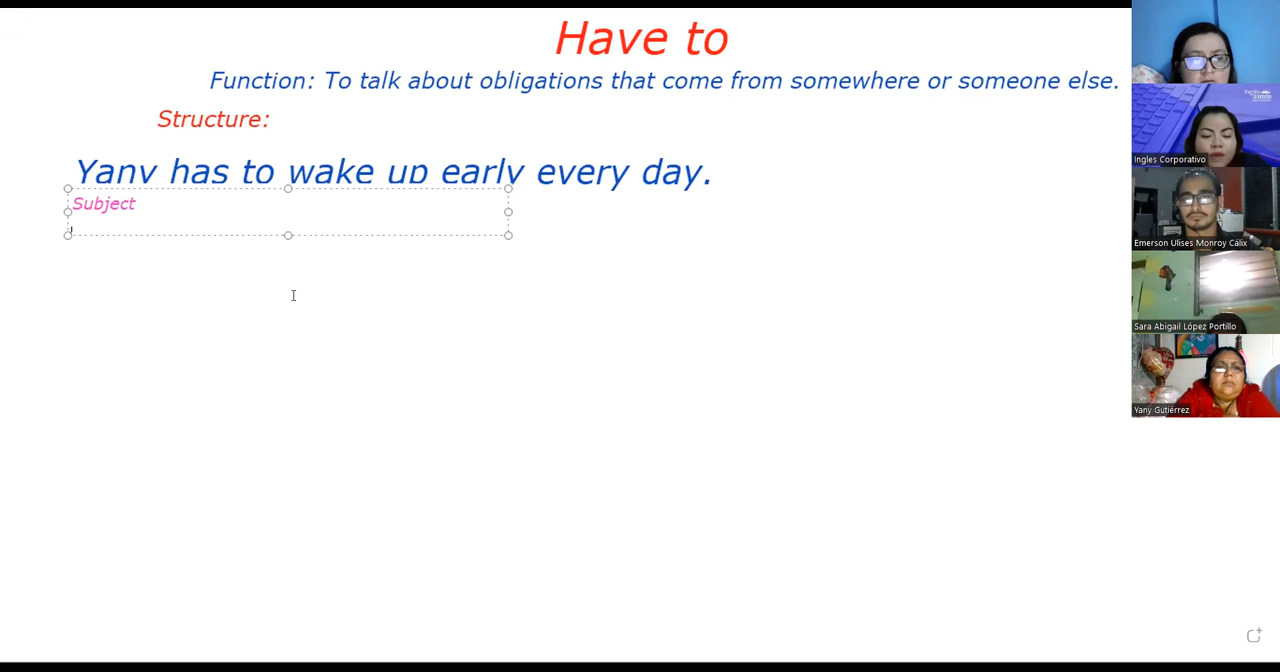 Have to
Function: To talk about obligations that come from somewhere or someone else.
Structure:
Yany has to wake up early every day.
Subject
Ingles Corporativo
Emerson Ulises Monroy Cálix
Sara Abigail López Portillo
Yany Gutiérrez